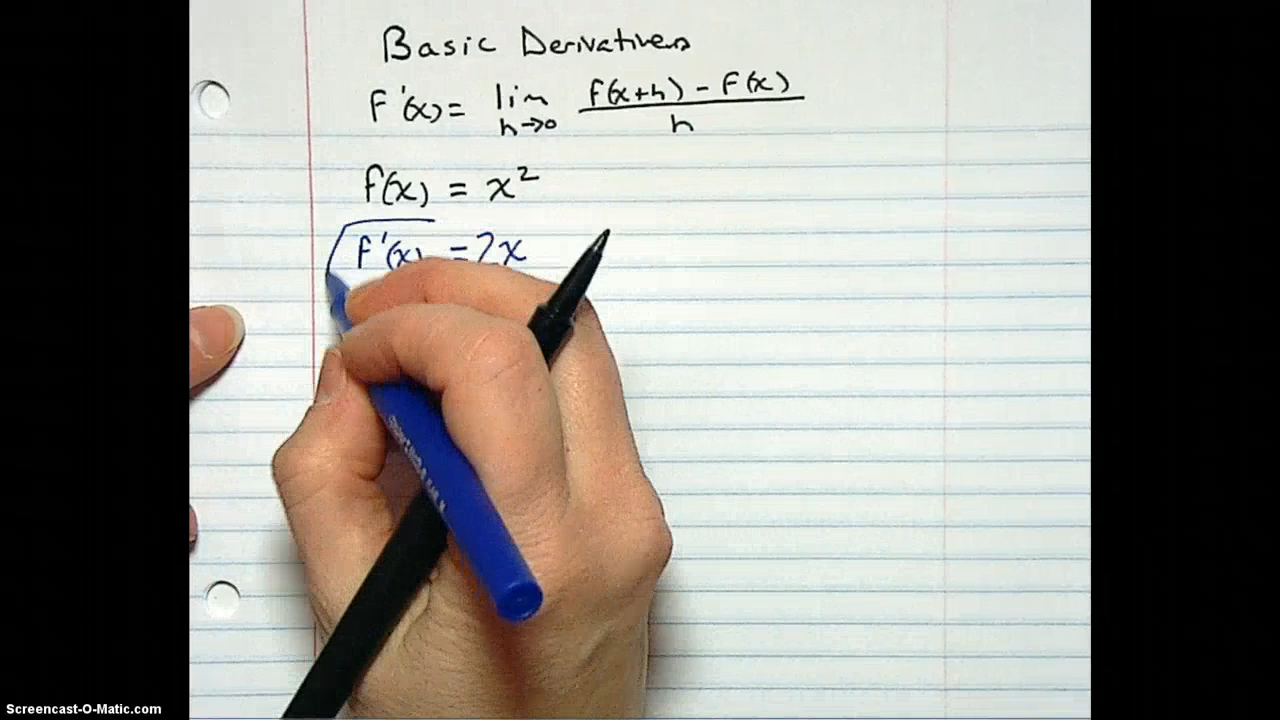 Basic Derivatives
f'(x) = lim h→0 f(x+h) - f(x) / h
f(x) = x²
f'(x) = 2x
Screencast-O-Matic.com